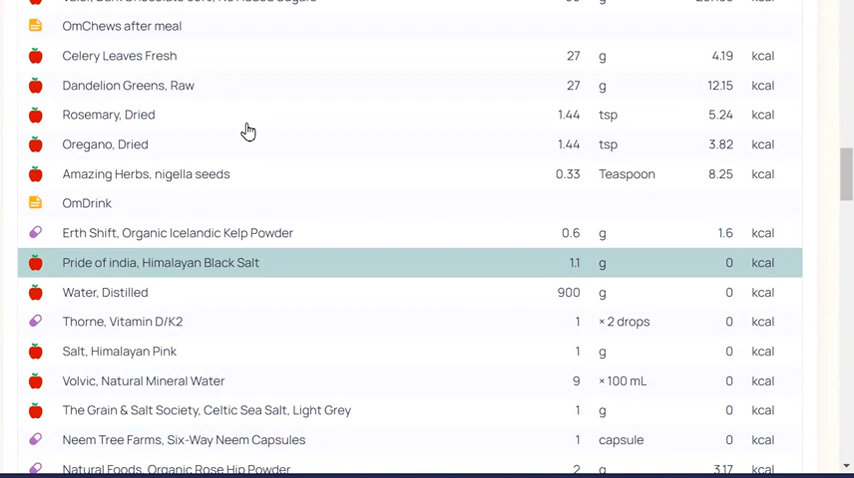 OmChews after meal
Celery Leaves Fresh 27 g 4.19 kcal
Dandelion Greens, Raw 27 g 12.15 kcal
Rosemary, Dried 1.44 tsp 5.24 kcal
Oregano, Dried 1.44 tsp 3.82 kcal
Amazing Herbs, nigella seeds 0.33 Teaspoon 8.25 kcal
OmDrink
Erth Shift, Organic Icelandic Kelp Powder 0.6 g 1.6 kcal
Pride of india, Himalayan Black Salt 1.1 g 0 kcal
Water, Distilled 900 g 0 kcal
Thorne, Vitamin D/K2 1 × 2 drops 0 kcal
Salt, Himalayan Pink 1 g 0 kcal
Volvic, Natural Mineral Water 9 × 100 mL 0 kcal
The Grain & Salt Society, Celtic Sea Salt, Light Grey 1 g 0 kcal
Neem Tree Farms, Six-Way Neem Capsules 1 capsule 0 kcal
Natural Foods, Organic Rose Hip Powder 2 g 3.17 kcal